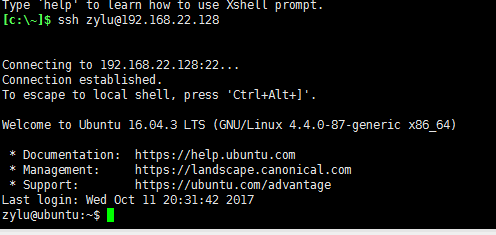 Type `help' to learn how to use Xshell prompt.
[c:\~]$ ssh zylu@192.168.22.128
Connecting to 192.168.22.128:22...
Connection established.
To escape to local shell, press 'Ctrl+Alt+]'.
Welcome to Ubuntu 16.04.3 LTS (GNU/Linux 4.4.0-87-generic x86_64)
* Documentation:  https://help.ubuntu.com
* Management:     https://landscape.canonical.com
* Support:        https://ubuntu.com/advantage
Last login: Wed Oct 11 20:31:42 2017
zylu@ubuntu:~$